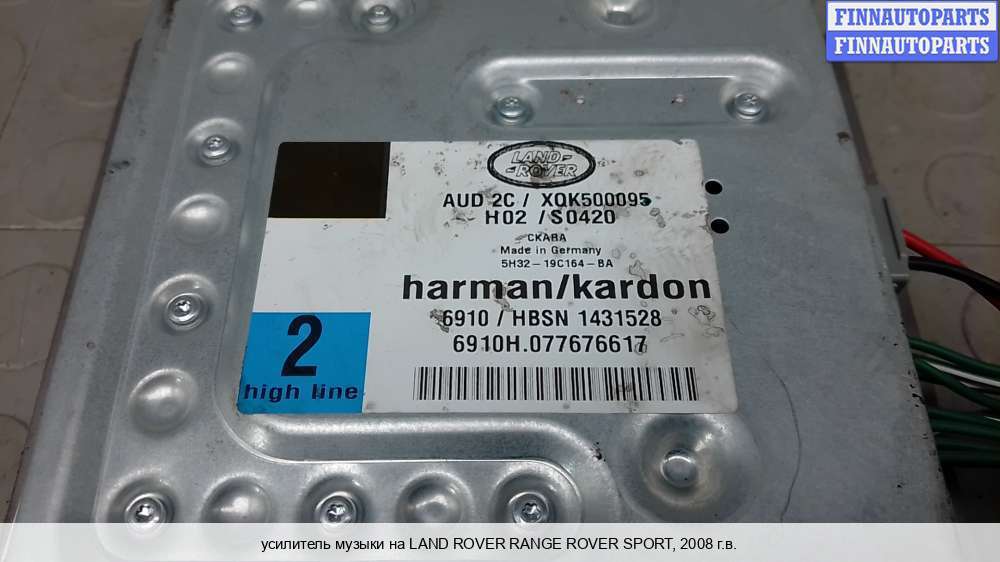 FINNAUTOPARTS
FINNAUTOPARTS
LAND-
-ROVER
AUD 2C / XQK500095
H02 / S0420
CKABA
Made in Germany
5H32-19C164-BA
harman/kardon
6910 / HBSN 1431528
6910H.077676617
2
high line
усилитель музыки на LAND ROVER RANGE ROVER SPORT, 2008 г.в.